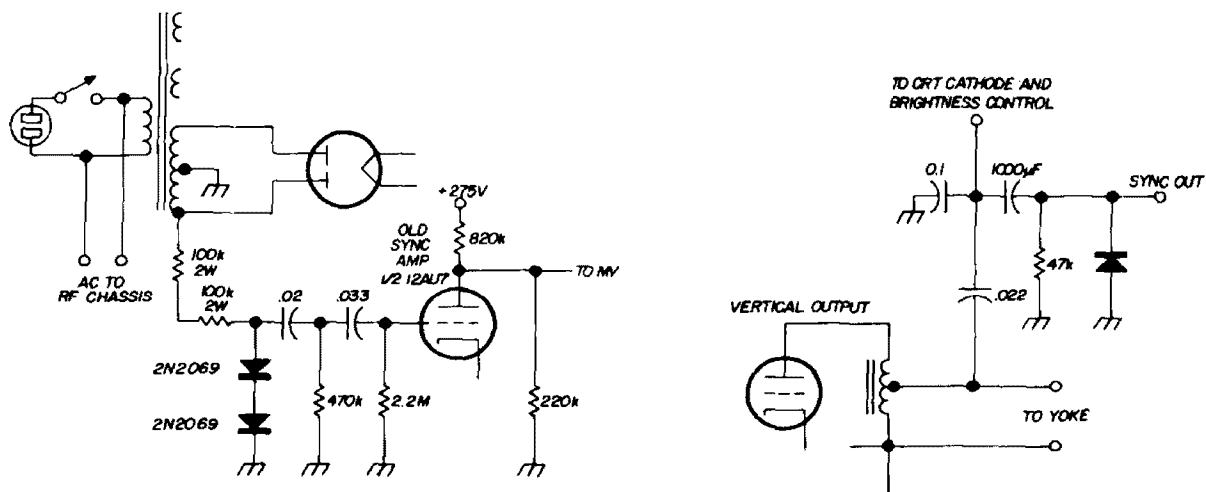 +275V
820k
OLD
SYNC
AMP
1/2 12AU7
TO MV
AC TO
RF CHASSIS
100k
2W
100k
2W
.02
.033
2N2069
2N2069
470k
2.2M
220k
TO CRT CATHODE AND
BRIGHTNESS CONTROL
0.1
1000µF
SYNC OUT
47k
.022
VERTICAL OUTPUT
TO YOKE